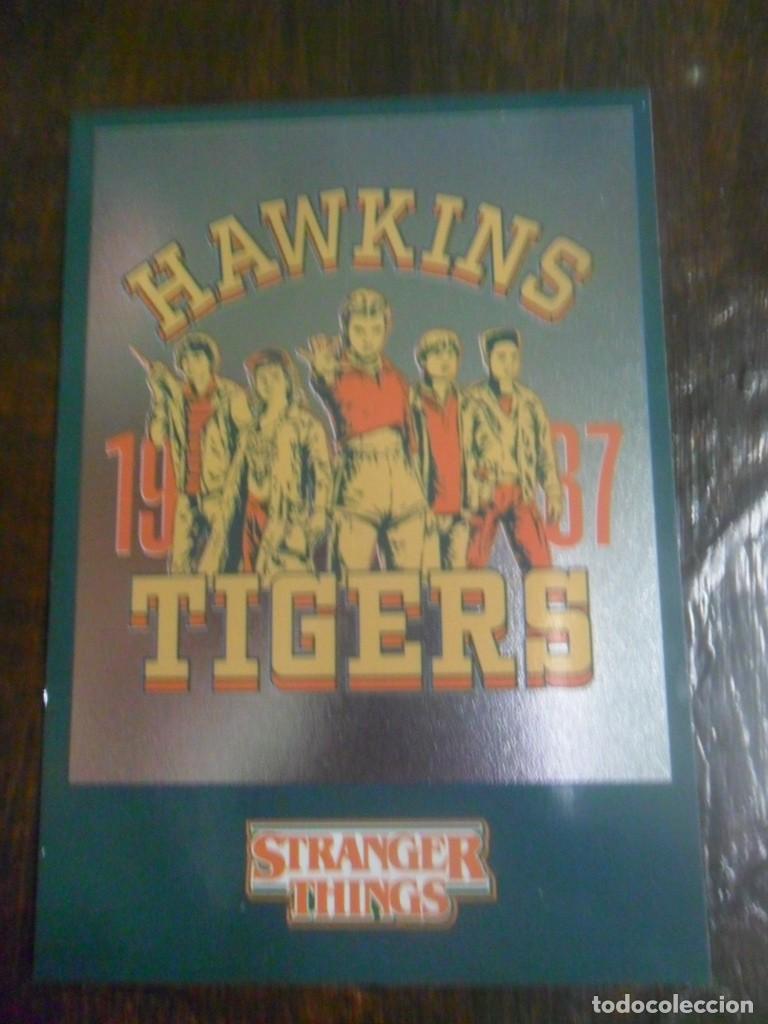 HAWKINS
19 87
TIGERS
STRANGER
THINGS
todocoleccion